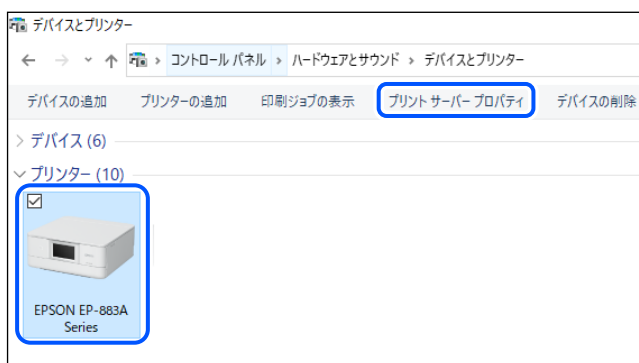 デバイスとプリンター
コントロール パネル › ハードウェアとサウンド › デバイスとプリンター
デバイスの追加 プリンターの追加 印刷ジョブの表示 プリント サーバー プロパティ デバイスの削除
デバイス (6)
プリンター (10)
EPSON EP-883A
Series